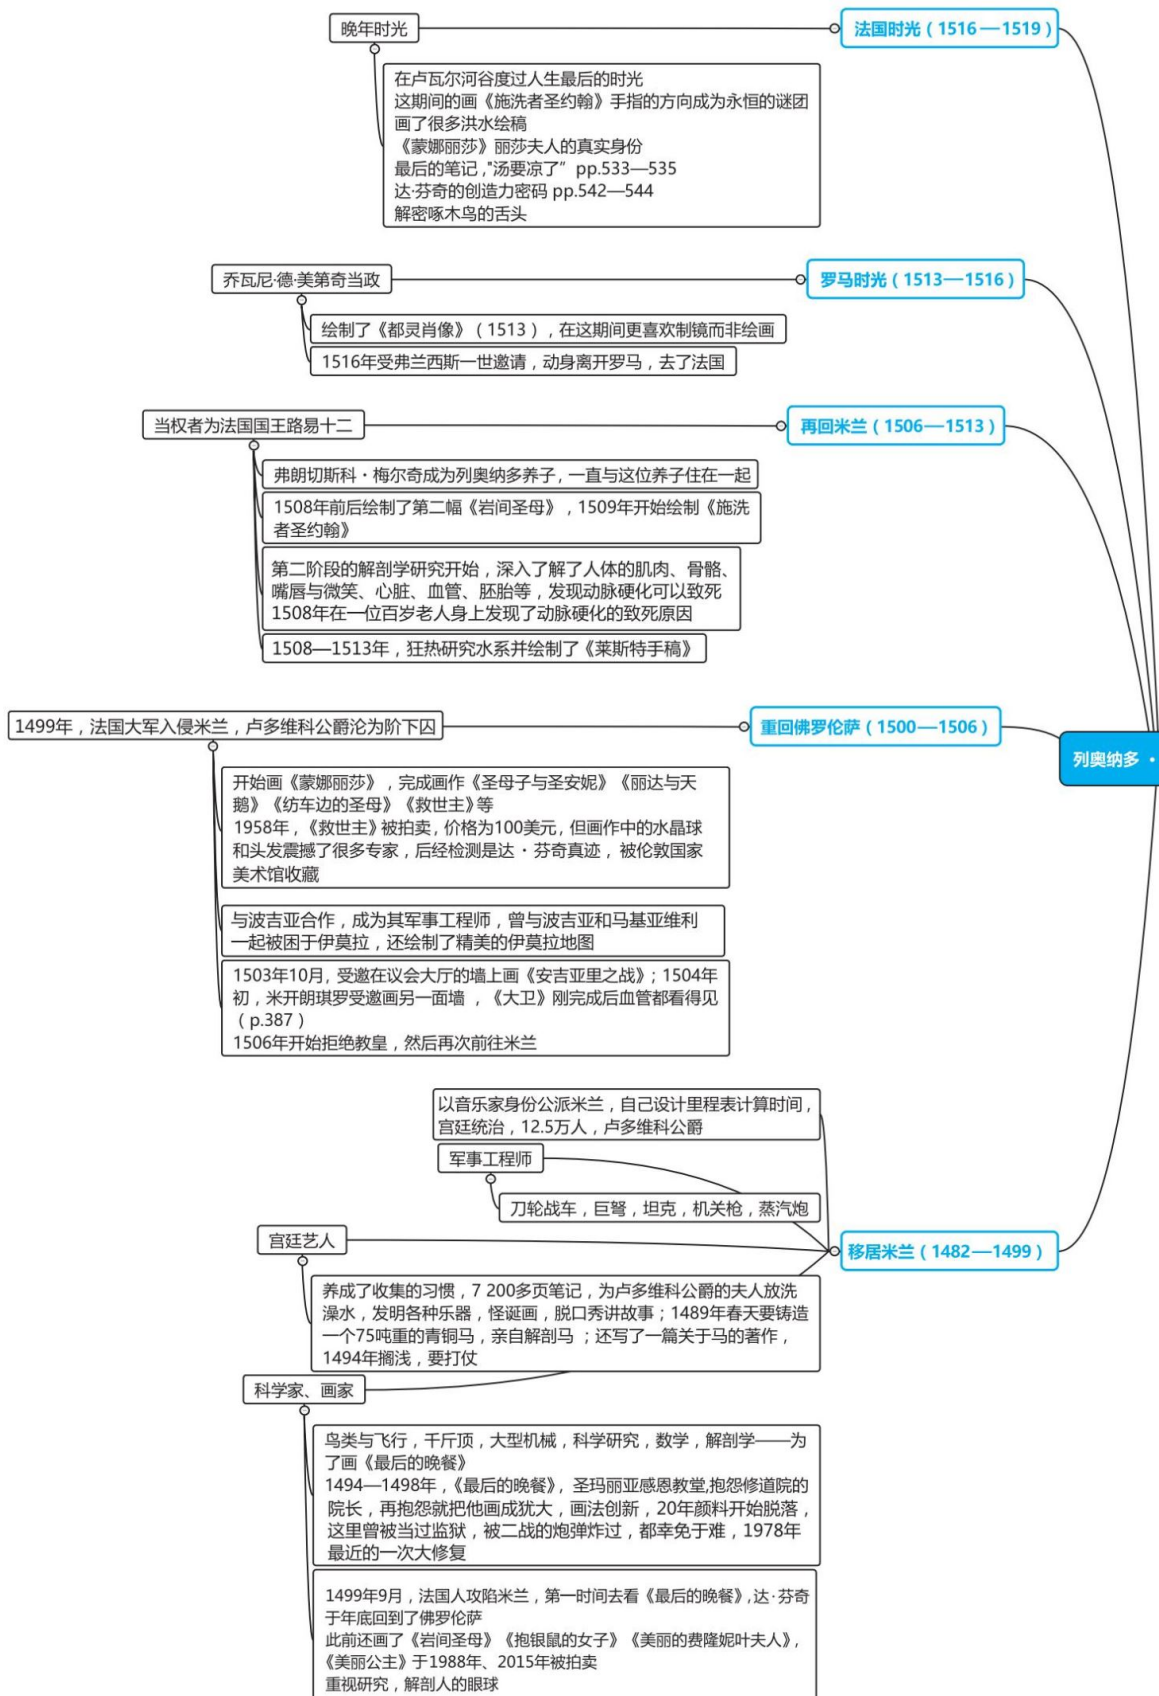 晚年时光
法国时光（1516—1519）
在卢瓦尔河谷度过人生最后的时光
这期间的画《施洗者圣约翰》手指的方向成为永恒的谜团
画了很多洪水绘稿
《蒙娜丽莎》丽莎夫人的真实身份
最后的笔记，"汤要凉了” pp.533—535
达·芬奇的创造力密码 pp.542—544
解密啄木鸟的舌头
乔瓦尼·德·美第奇当政
罗马时光（1513—1516）
绘制了《都灵肖像》（1513），在这期间更喜欢制镜而非绘画
1516年受弗兰西斯一世邀请，动身离开罗马，去了法国
当权者为法国国王路易十二
再回米兰（1506—1513）
弗朗切斯科·梅尔奇成为列奥纳多养子，一直与这位养子住在一起
1508年前后绘制了第二幅《岩间圣母》，1509年开始绘制《施洗
者圣约翰》
第二阶段的解剖学研究开始，深入了解了人体的肌肉、骨骼、
嘴唇与微笑、心脏、血管、胚胎等，发现动脉硬化可以致死
1508年在一位百岁老人身上发现了动脉硬化的致死原因
1508—1513年，狂热研究水系并绘制了《莱斯特手稿》
1499年，法国大军入侵米兰，卢多维科公爵沦为阶下囚
重回佛罗伦萨（1500—1506）
列奥纳多 ·
开始画《蒙娜丽莎》，完成画作《圣母子与圣安妮》《丽达与天
鹅》《纺车边的圣母》《救世主》等
1958年，《救世主》被拍卖，价格为100美元，但画作中的水晶球
和头发震撼了很多专家，后经检测是达·芬奇真迹，被伦敦国家
美术馆收藏
与波吉亚合作，成为其军事工程师，曾与波吉亚和马基亚维利
一起被困于伊莫拉，还绘制了精美的伊莫拉地图
1503年10月，受邀在议会大厅的墙上画《安吉亚里之战》；1504年
初，米开朗琪罗受邀画另一面墙 ，《大卫》刚完成后血管都看得见
（p.387）
1506年开始拒绝教皇，然后再次前往米兰
以音乐家身份公派米兰，自己设计里程表计算时间，
宫廷统治，12.5万人，卢多维科公爵
军事工程师
刀轮战车，巨弩，坦克，机关枪，蒸汽炮
宫廷艺人
移居米兰（1482—1499）
养成了收集的习惯，7 200多页笔记，为卢多维科公爵的夫人放洗
澡水，发明各种乐器，怪诞画，脱口秀讲故事；1489年春天要铸造
一个75吨重的青铜马，亲自解剖马 ；还写了一篇关于马的著作，
1494年搁浅，要打仗
科学家、画家
鸟类与飞行，千斤顶，大型机械，科学研究，数学，解剖学——为
了画《最后的晚餐》
1494—1498年，《最后的晚餐》，圣玛丽亚感恩教堂,抱怨修道院的
院长，再抱怨就把他画成犹大，画法创新，20年颜料开始脱落，
这里曾被当过监狱，被二战的炮弹炸过，都幸免于难，1978年
最近的一次大修复
1499年9月，法国人攻陷米兰，第一时间去看《最后的晚餐》,达·芬奇
于年底回到了佛罗伦萨
此前还画了《岩间圣母》《抱银鼠的女子》《美丽的费隆妮叶夫人》,
《美丽公主》于1988年、2015年被拍卖
重视研究，解剖人的眼球